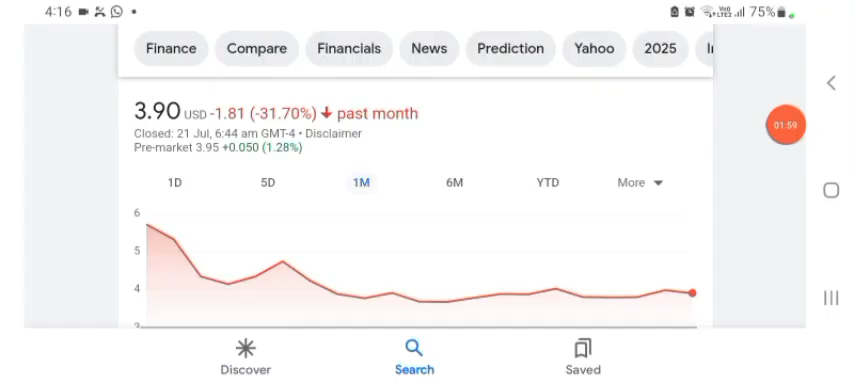 4:16
75%
Finance Compare Financials News Prediction Yahoo 2025
3.90 USD -1.81 (-31.70%) ↓ past month
Closed: 21 Jul, 6:44 am GMT-4 • Disclaimer
Pre-market 3.95 +0.050 (1.28%)
01:59
1D 5D 1M 6M YTD More
6
5
4
3
Discover Search Saved